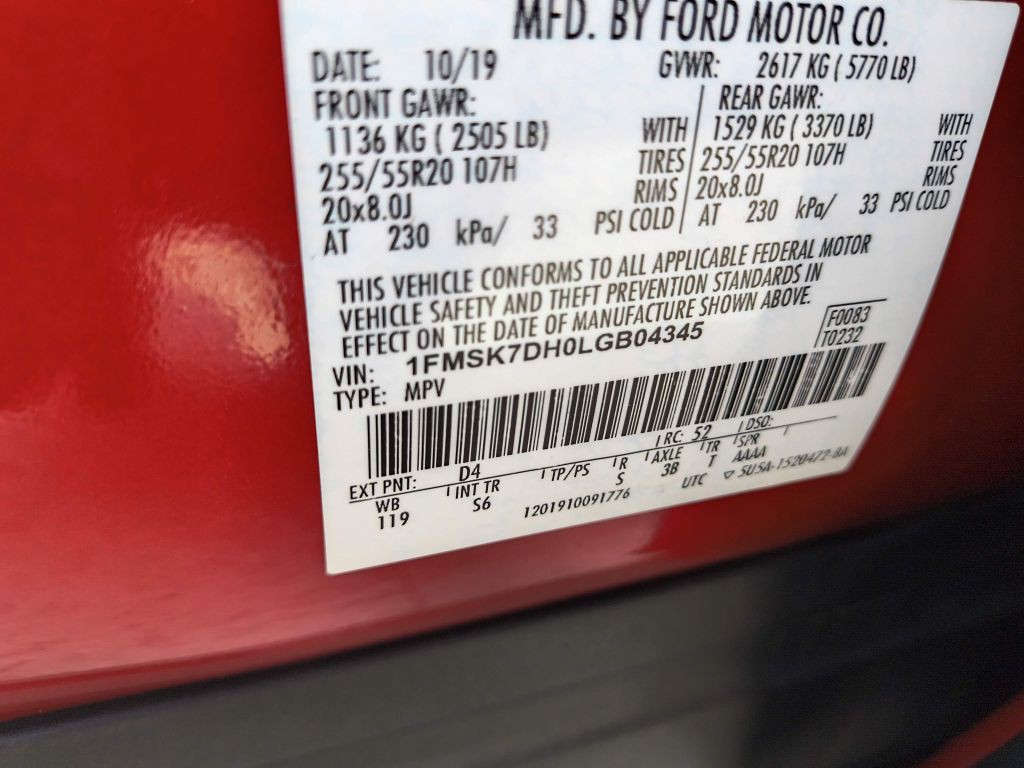 MFD. BY FORD MOTOR CO.
DATE: 10/19 GVWR: 2617 KG ( 5770 LB)
FRONT GAWR: REAR GAWR:
1136 KG ( 2505 LB) WITH 1529 KG ( 3370 LB) WITH
255/55R20 107H TIRES 255/55R20 107H TIRES
20x8.0J RIMS 20x8.0J RIMS
AT 230 kPa/ 33 PSI COLD AT 230 kPa/ 33 PSI COLD
THIS VEHICLE CONFORMS TO ALL APPLICABLE FEDERAL MOTOR
VEHICLE SAFETY AND THEFT PREVENTION STANDARDS IN
EFFECT ON THE DATE OF MANUFACTURE SHOWN ABOVE.
F0083
VIN: 1FMSK7DH0LGB04345 T0232
TYPE: MPV
EXT PNT: D4 RC: 52 DSO:
WB INT TR TP/PS R AXLE TR SPR
119 S6 S 3B T AAAA
1201910091776 UTC 5U5A-1520472-BA